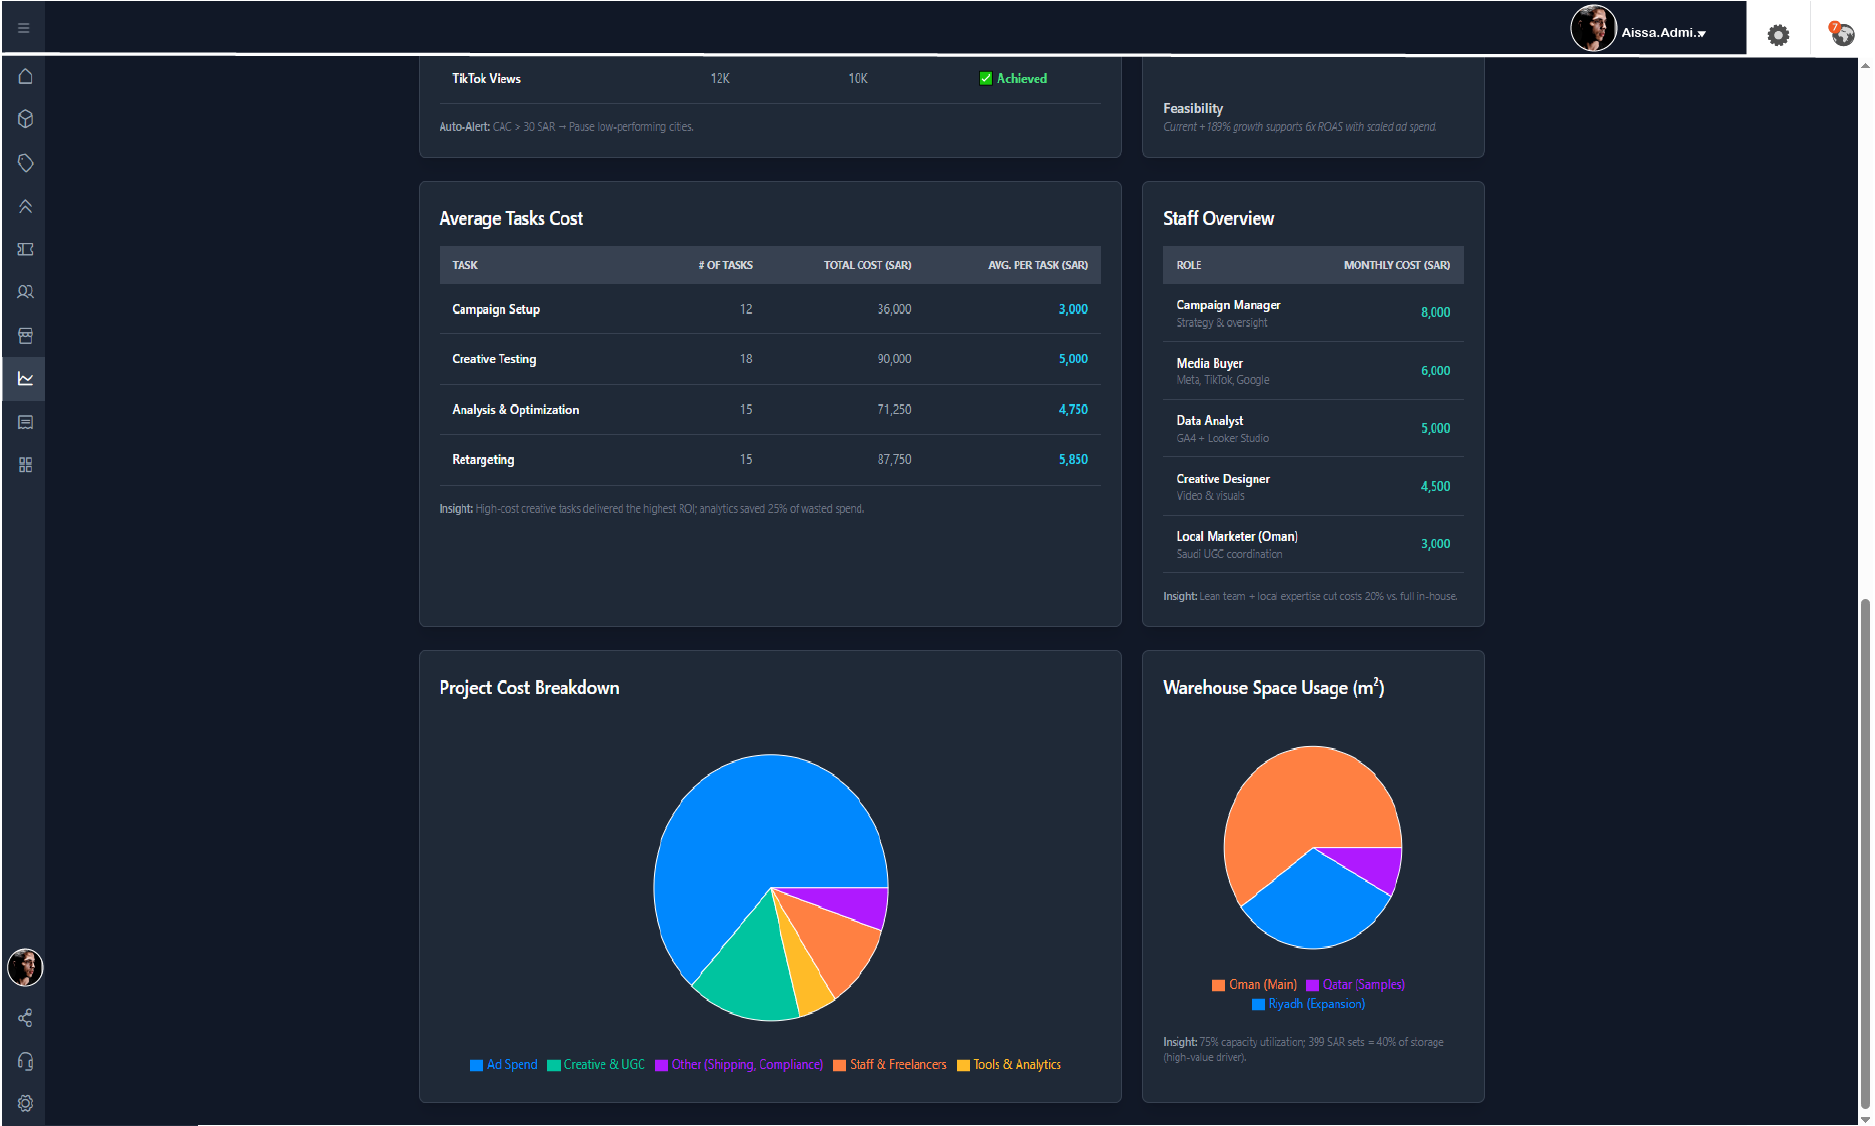 Aissa.Admi.
7
TikTok Views 12K 10K ✅ Achieved
Auto-Alert: CAC > 30 SAR → Pause low-performing cities.
Feasibility
Current +189% growth supports 6x ROAS with scaled ad spend.
Average Tasks Cost
TASK # OF TASKS TOTAL COST (SAR) AVG. PER TASK (SAR)
Campaign Setup 12 36,000 3,000
Creative Testing 18 90,000 5,000
Analysis & Optimization 15 71,250 4,750
Retargeting 15 87,750 5,850
Insight: High-cost creative tasks delivered the highest ROI; analytics saved 25% of wasted spend.
Staff Overview
ROLE MONTHLY COST (SAR)
Campaign Manager 8,000
Strategy & oversight
Media Buyer 6,000
Meta, TikTok, Google
Data Analyst 5,000
GA4 + Looker Studio
Creative Designer 4,500
Video & visuals
Local Marketer (Oman) 3,000
Saudi UGC coordination
Insight: Lean team + local expertise cut costs 20% vs. full in-house.
Project Cost Breakdown
Ad Spend Creative & UGC Other (Shipping, Compliance) Staff & Freelancers Tools & Analytics
Warehouse Space Usage (m²)
Oman (Main) Qatar (Samples)
Riyadh (Expansion)
Insight: 75% capacity utilization; 399 SAR sets = 40% of storage
(high-value driver).